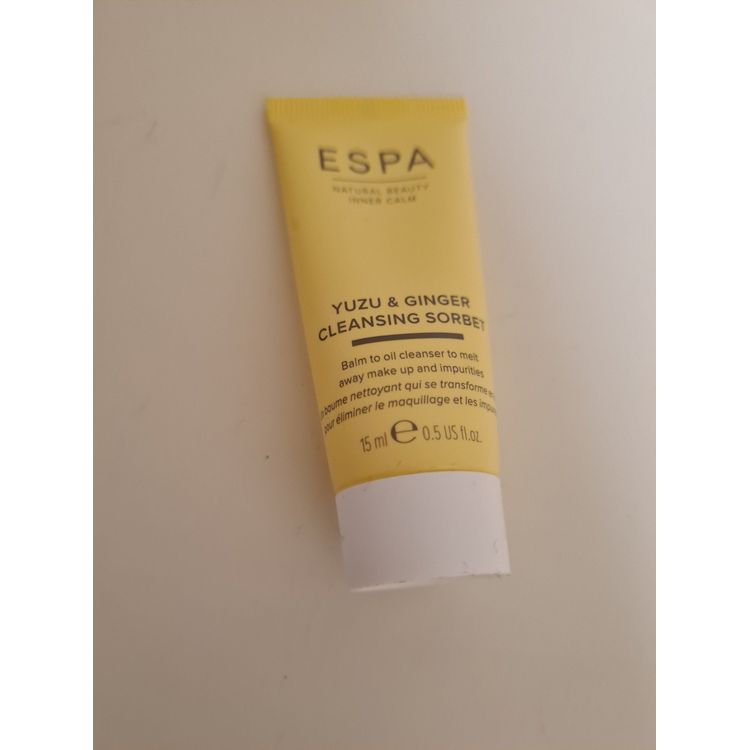 ESPA
NATURAL BEAUTY
INNER CALM
YUZU & GINGER
CLEANSING SORBET
Balm to oil cleanser to melt
away make up and impurities
baume nettoyant qui se transforme
pour éliminer le maquillage et les
15 ml e 0.5 US fl.oz.